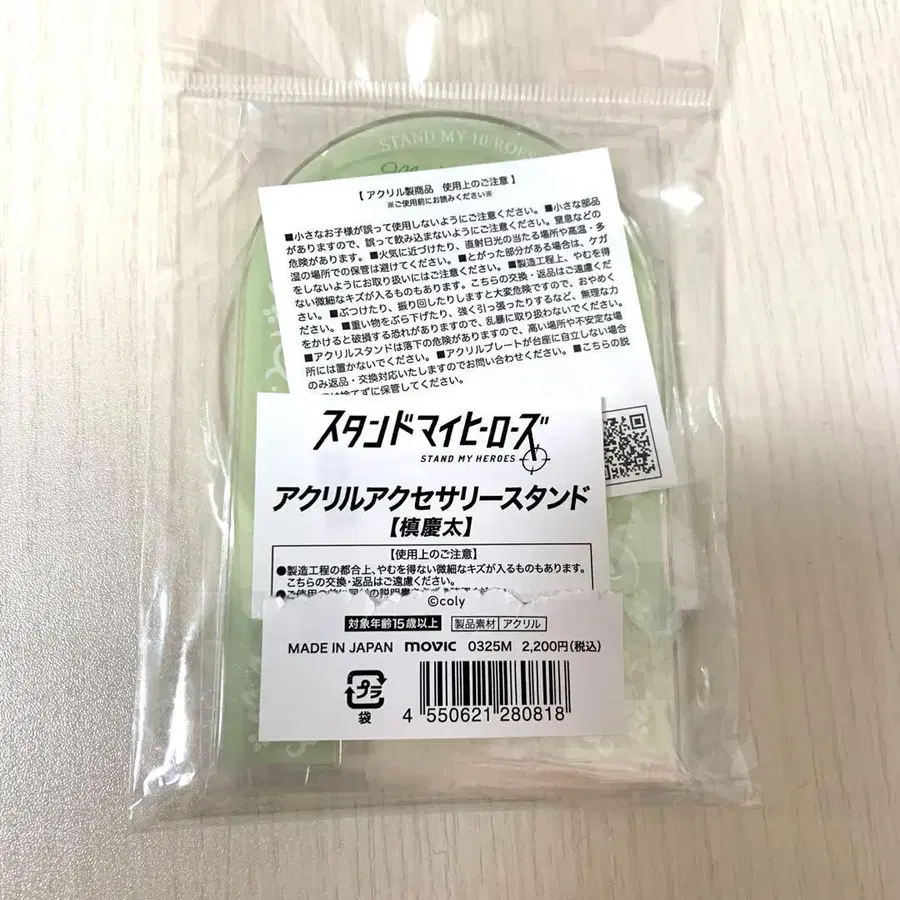 STAND MY HEROES
【 アクリル製商品 使用上のご注意 】
※ご使用前にお読みください※
■小さなお子様が誤って使用しないようにご注意ください。■小さな部品
がありますので、誤って飲み込まないようにご注意ください。窒息などの
危険があります。■火気に近づけたり、直射日光の当たる場所や高温・多
湿の場所での保管は避けてください。■とがった部分がある場合は、ケガ
をしないようにお取り扱いにはご注意ください。■製造工程上、やむを得
ない微細なキズが入るものもあります。こちらの交換・返品はご遠慮くだ
さい。■ぶつけたり、振り回したりしますと大変危険ですので、おやめく
ださい。■重い物をぶら下げたり、強く引っ張ったりするなど、無理な力
をかけると破損する恐れがありますので、乱暴に取り扱わないでください。
■アクリルスタンドは落下の危険がありますので、高い場所や不安定な場
所には置かないでください。■アクリルプレートが台座に自立しない場合
のみ返品・交換対応いたしますのでお問い合わせください。■こちらの説
は捨てずに保管してください。
スタンドマイヒーローズ
STAND MY HEROES
アクリルアクセサリースタンド
【槙慶太】
【使用上のご注意】
●製造工程の都合上、やむを得ない微細なキズが入るものもあります。
こちらの交換・返品はご遠慮ください。
©coly
対象年齢15歳以上 製品素材 アクリル
MADE IN JAPAN movic 0325M 2,200円(税込)
プラ
袋
4 550621 280818